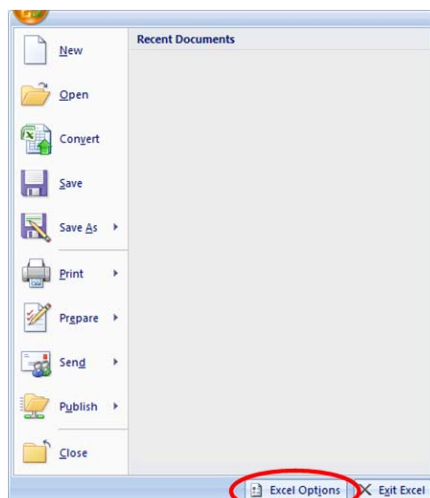 Recent Documents
New
Open
Convert
Save
Save As
Print
Prepare
Send
Publish
Close
Excel Options
Exit Excel